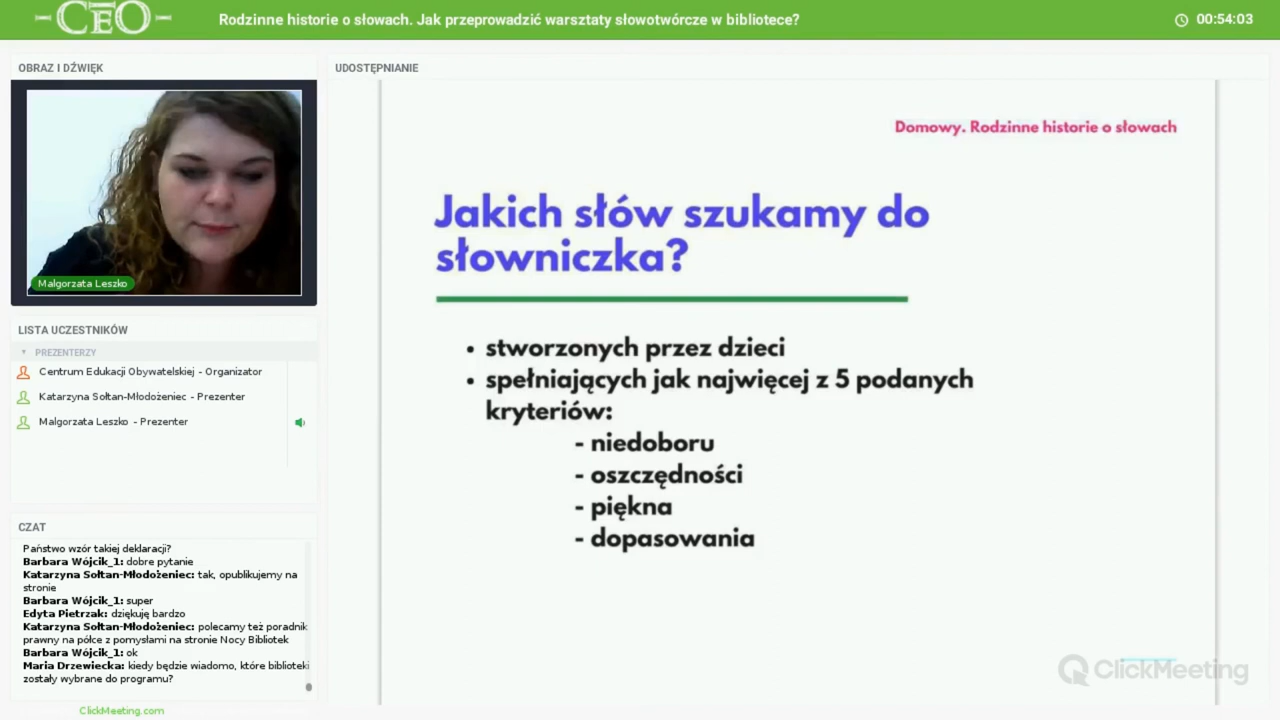 CEO
Rodzinne historie o słowach. Jak przeprowadzić warsztaty słowotwórcze w bibliotece?
00:54:03
OBRAZ I DŹWIĘK
Malgorzata Leszko
LISTA UCZESTNIKÓW
PREZENTERZY
Centrum Edukacji Obywatelskiej - Organizator
Katarzyna Sołtan-Młodożeniec - Prezenter
Malgorzata Leszko - Prezenter
CZAT
Państwo wzór takiej deklaracji?
Barbara Wójcik_1: dobre pytanie
Katarzyna Sołtan-Młodożeniec: tak, opublikujemy na
stronie
Barbara Wójcik_1: super
Edyta Pietrzak: dziękuję bardzo
Katarzyna Sołtan-Młodożeniec: polecamy też poradnik
prawny na półce z pomysłami na stronie Nocy Bibliotek
Barbara Wójcik_1: ok
Maria Drzewiecka: kiedy będzie wiadomo, które biblioteki
zostały wybrane do programu?
ClickMeeting.com
UDOSTĘPNIANIE
Domowy. Rodzinne historie o słowach
Jakich słów szukamy do
słowniczka?
• stworzonych przez dzieci
• spełniających jak najwięcej z 5 podanych
kryteriów:
- niedoboru
- oszczędności
- piękna
- dopasowania
ClickMeeting